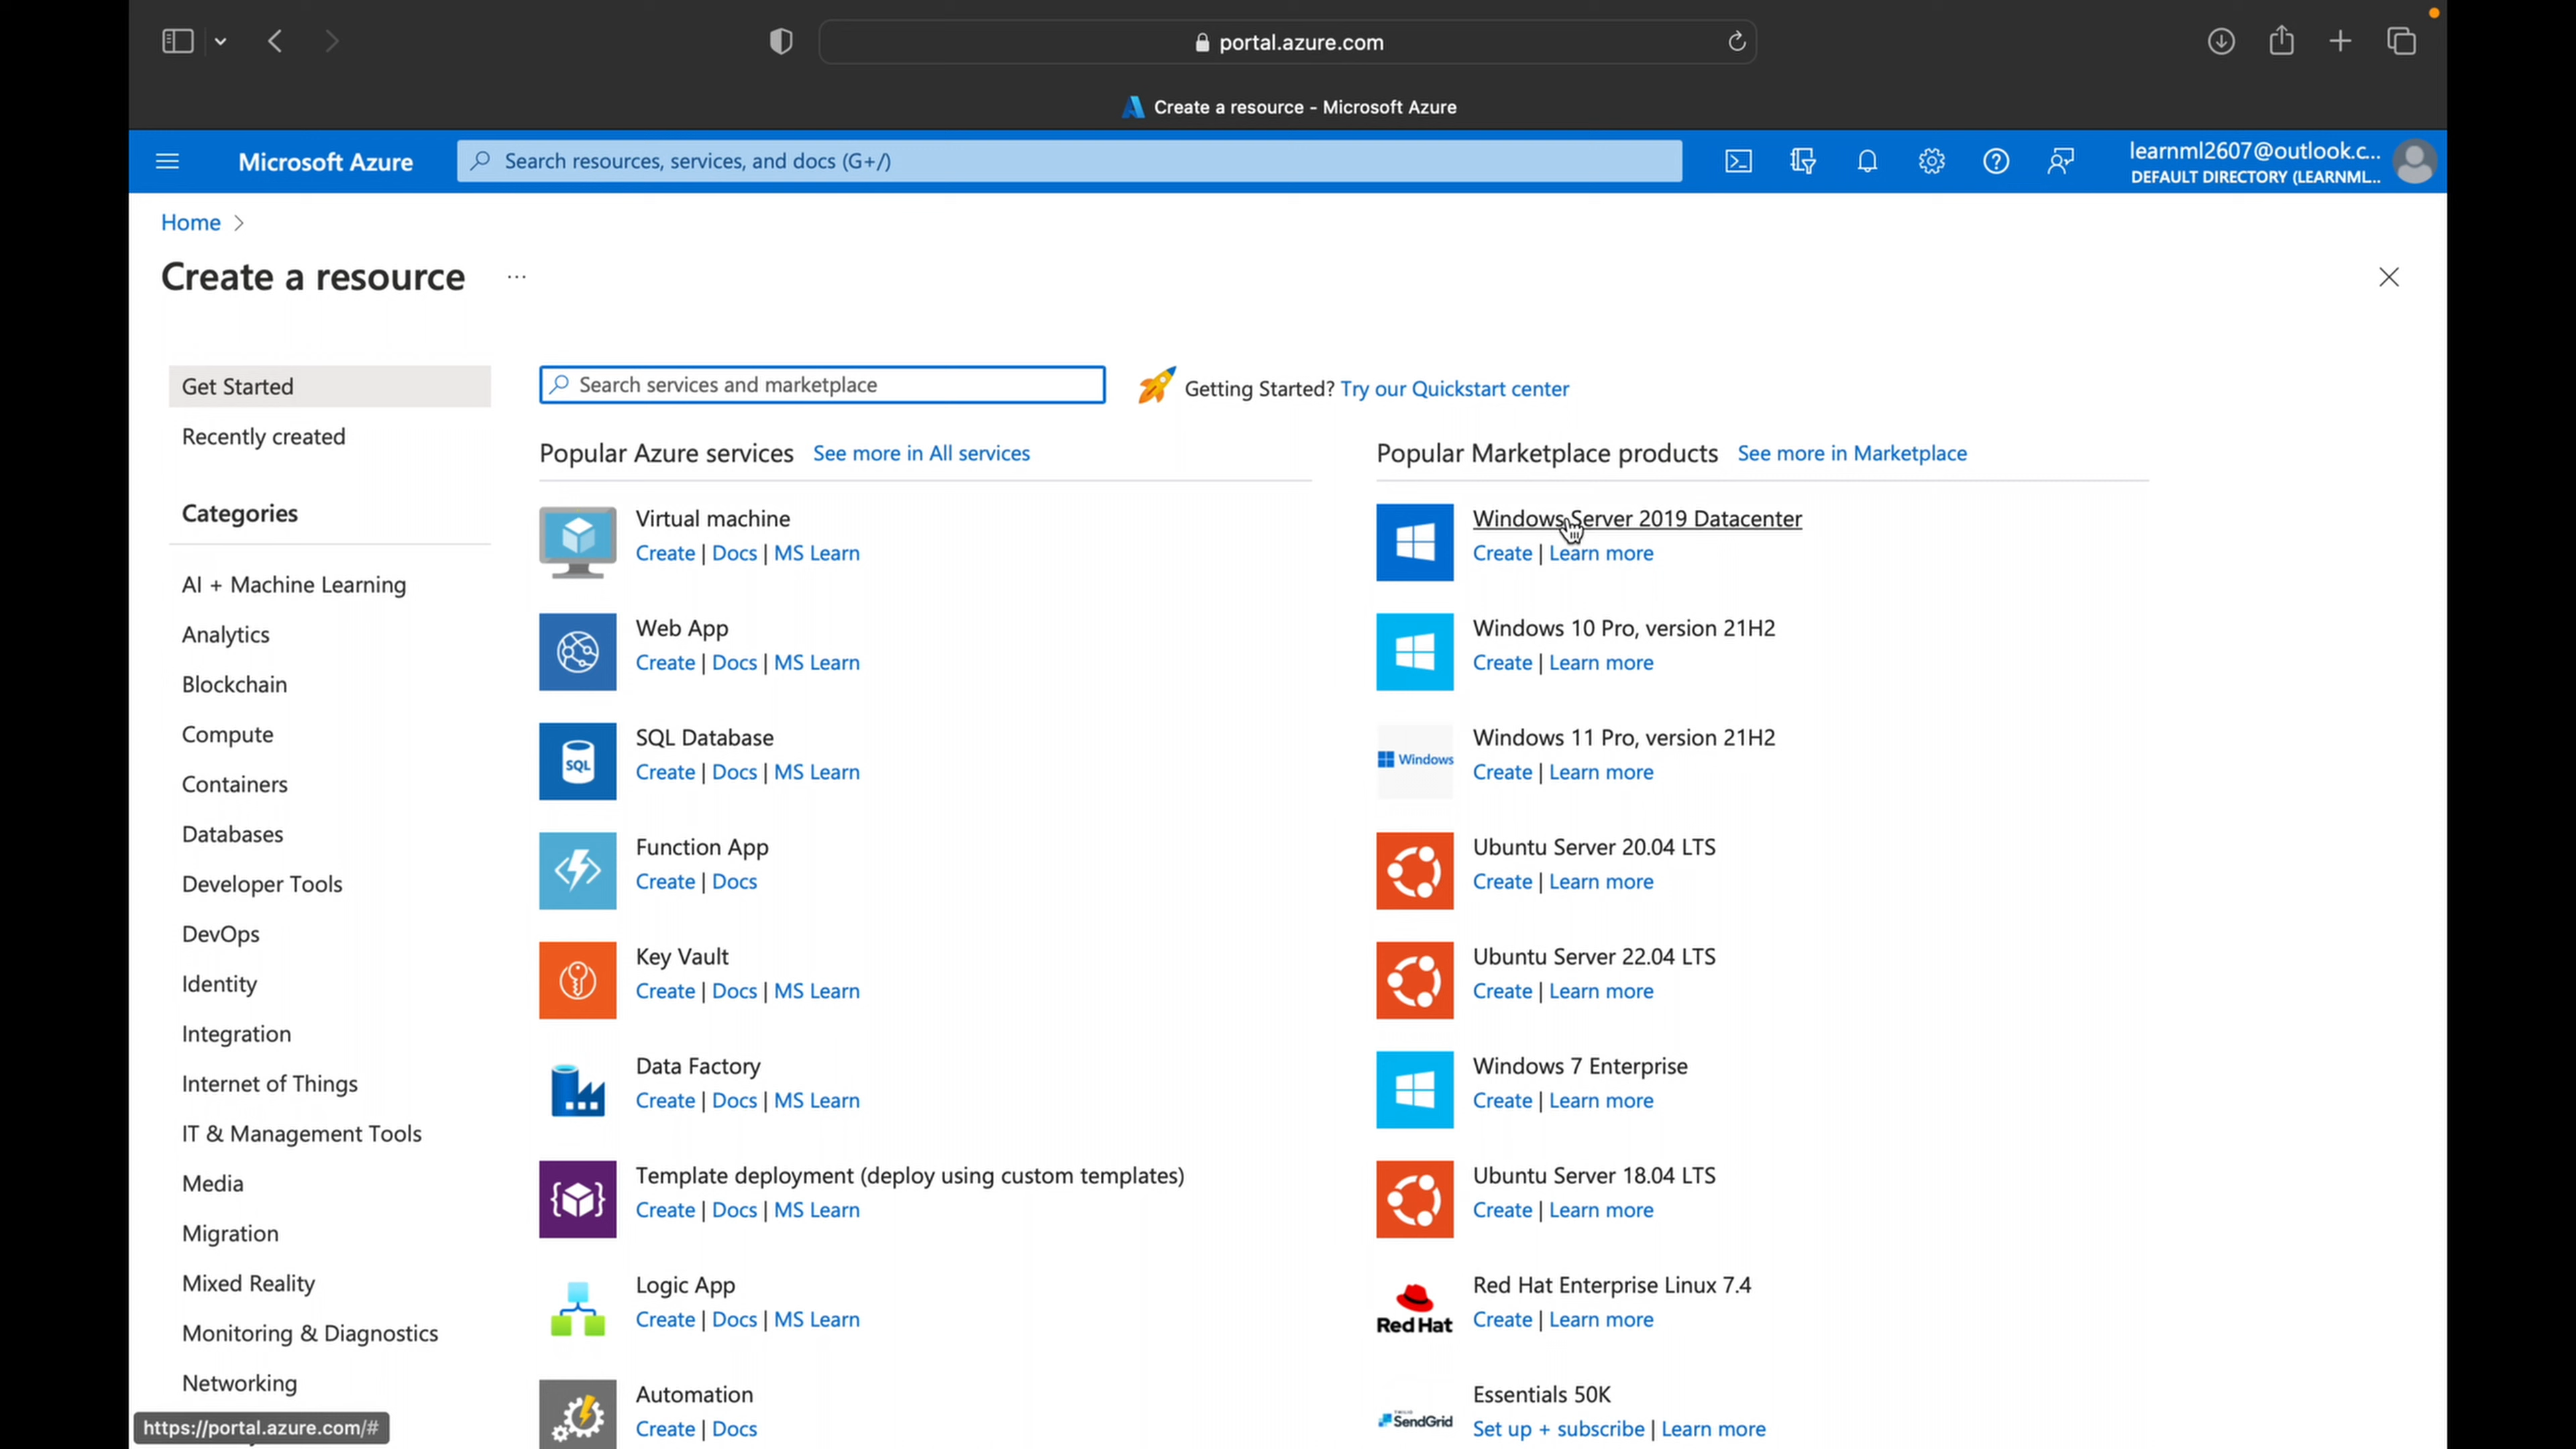 portal.azure.com
Create a resource - Microsoft Azure
Microsoft Azure
Search resources, services, and docs (G+/)
learnml2607@outlook.c...
DEFAULT DIRECTORY (LEARNML...
Home
Create a resource
Get Started
Recently created
Categories
AI + Machine Learning
Analytics
Blockchain
Compute
Containers
Databases
Developer Tools
DevOps
Identity
Integration
Internet of Things
IT & Management Tools
Media
Migration
Mixed Reality
Monitoring & Diagnostics
Networking
https://portal.azure.com/#
Search services and marketplace
Getting Started? Try our Quickstart center
Popular Azure services See more in All services
Virtual machine
Create | Docs | MS Learn
Web App
Create | Docs | MS Learn
SQL Database
Create | Docs | MS Learn
SQL
Function App
Create | Docs
Key Vault
Create | Docs | MS Learn
Data Factory
Create | Docs | MS Learn
Template deployment (deploy using custom templates)
Create | Docs | MS Learn
Logic App
Create | Docs | MS Learn
Automation
Create | Docs
Popular Marketplace products See more in Marketplace
Windows Server 2019 Datacenter
Create | Learn more
Windows 10 Pro, version 21H2
Create | Learn more
Windows 11 Pro, version 21H2
Windows
Create | Learn more
Ubuntu Server 20.04 LTS
Create | Learn more
Ubuntu Server 22.04 LTS
Create | Learn more
Windows 7 Enterprise
Create | Learn more
Ubuntu Server 18.04 LTS
Create | Learn more
Red Hat Enterprise Linux 7.4
Create | Learn more
Red Hat
Essentials 50K
SendGrid
Set up + subscribe | Learn more